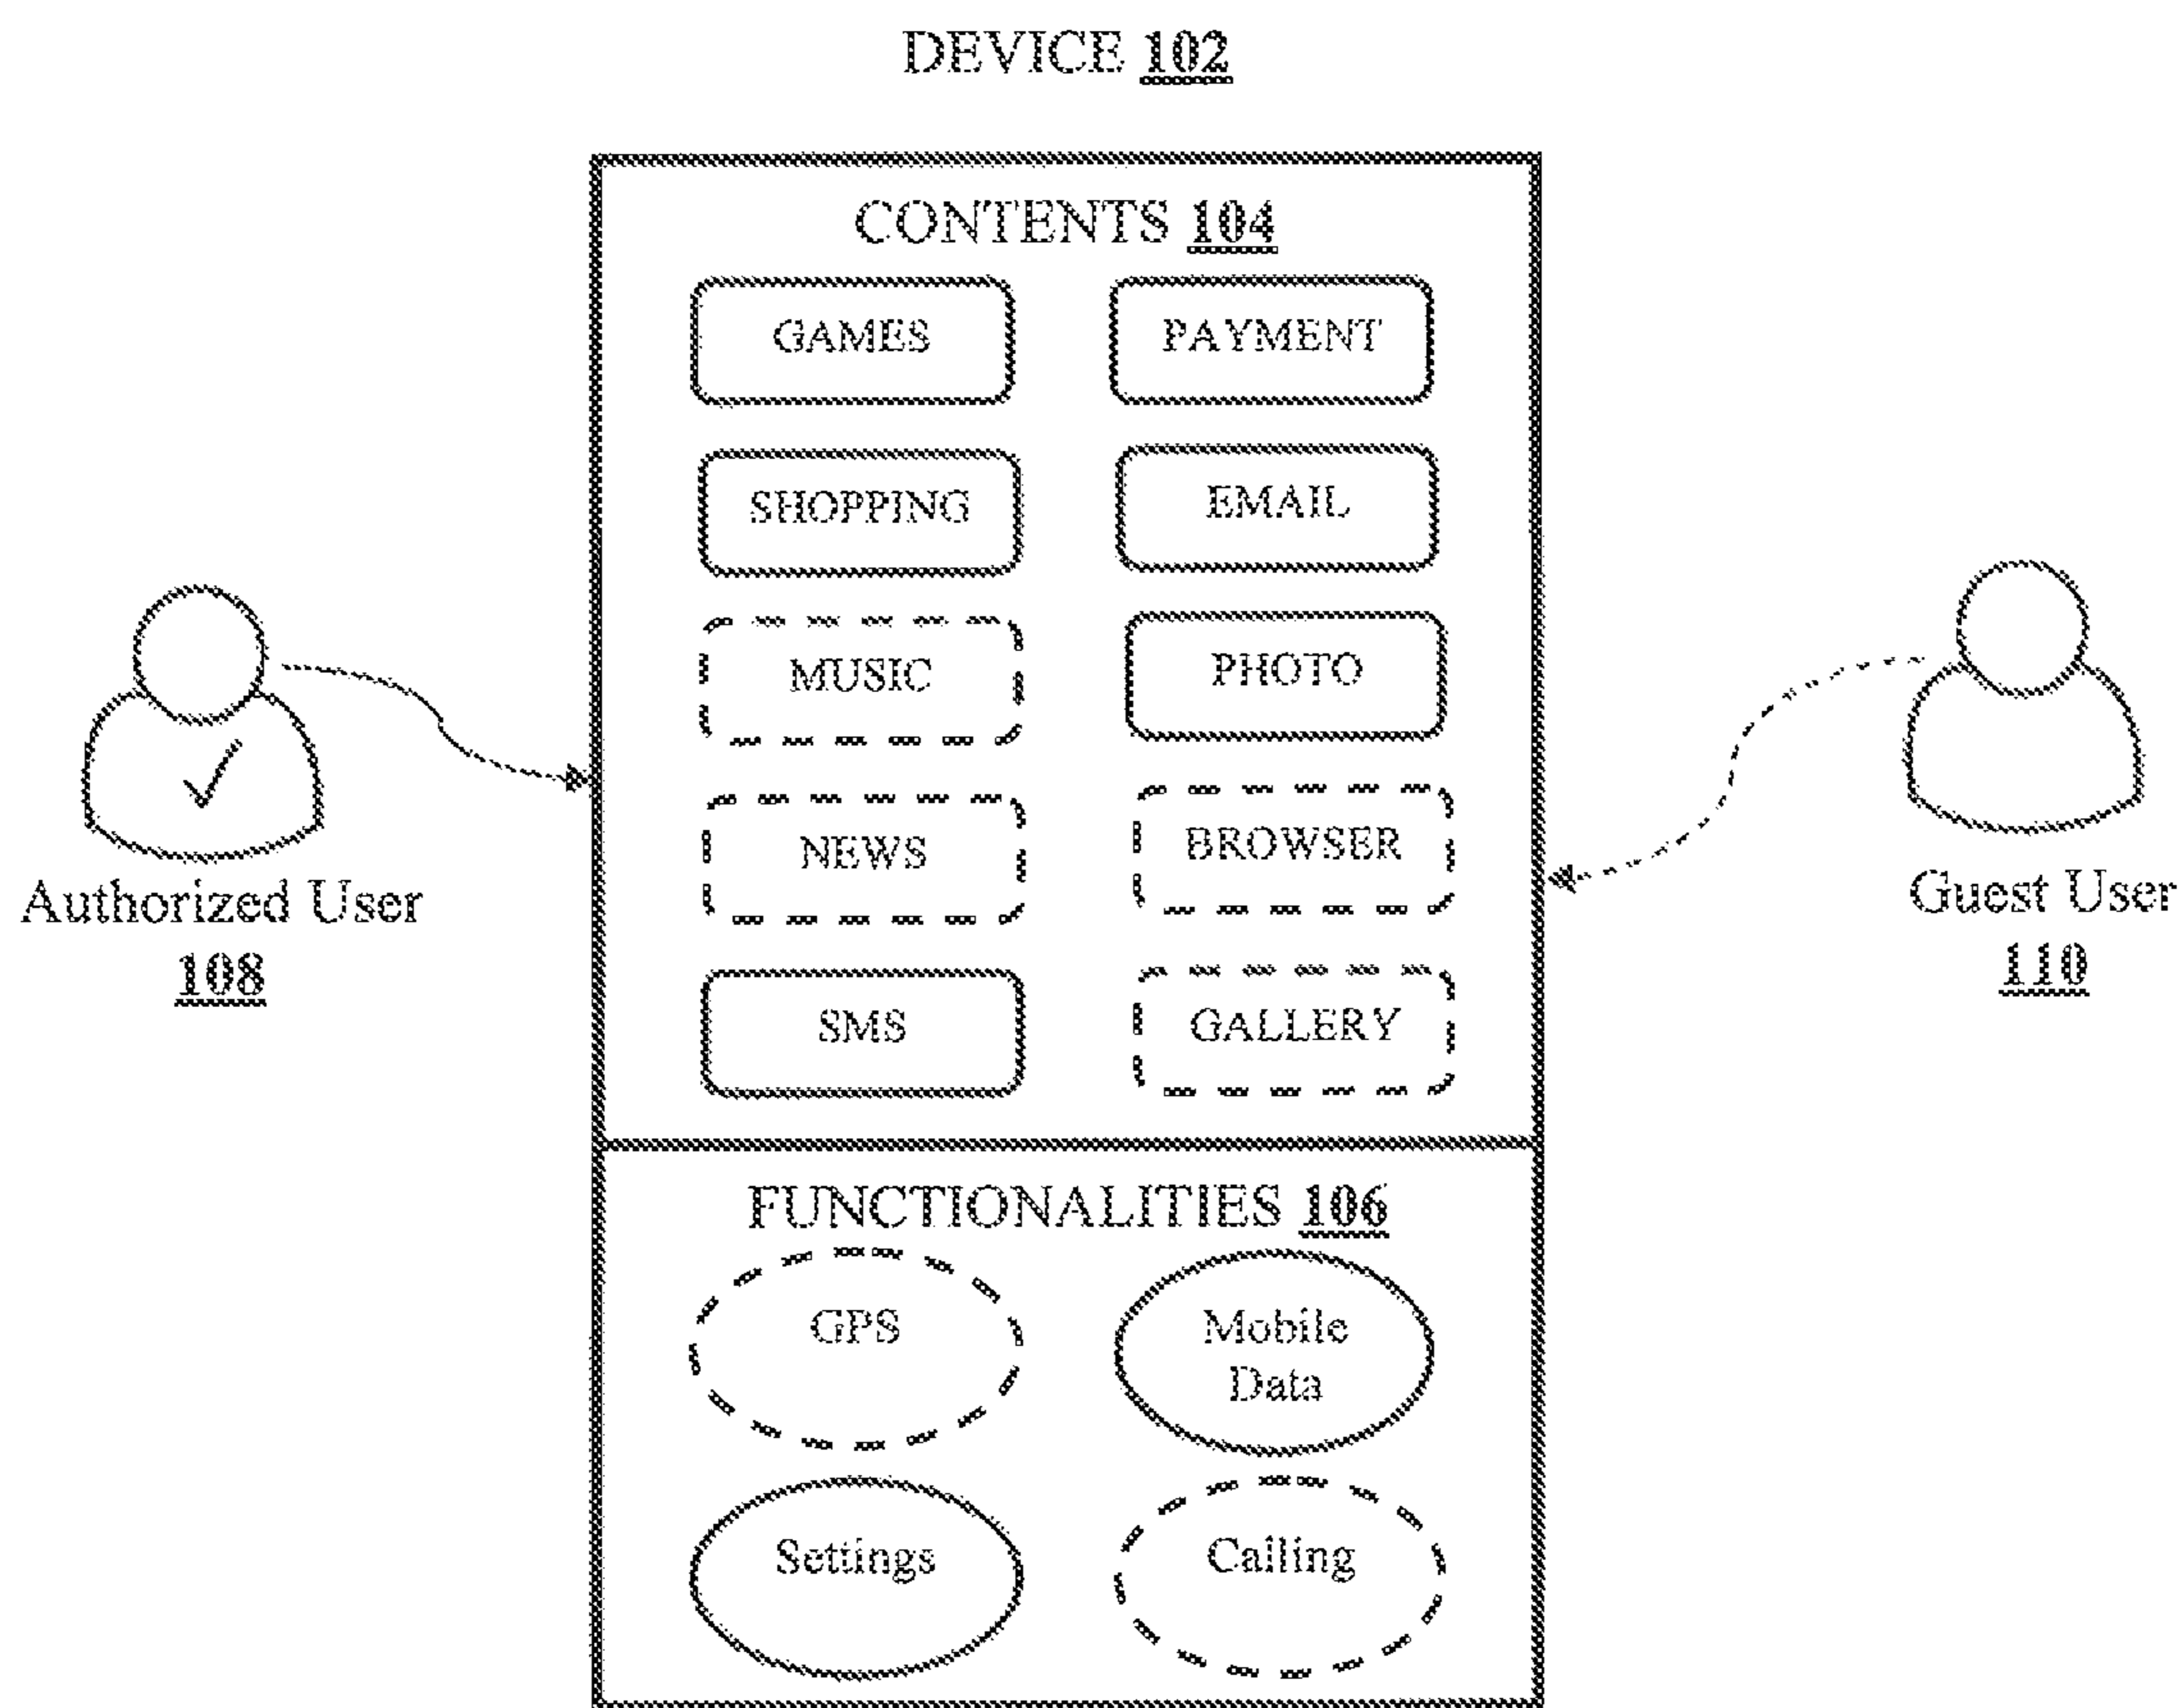 DEVICE 102
CONTENTS 104
GAMES
PAYMENT
SHOPPING
EMAIL
MUSIC
PHOTO
NEWS
BROWSER
SMS
GALLERY
Authorized User
108
Guest User
110
FUNCTIONALITIES 106
GPS
Mobile
Data
Settings
Calling